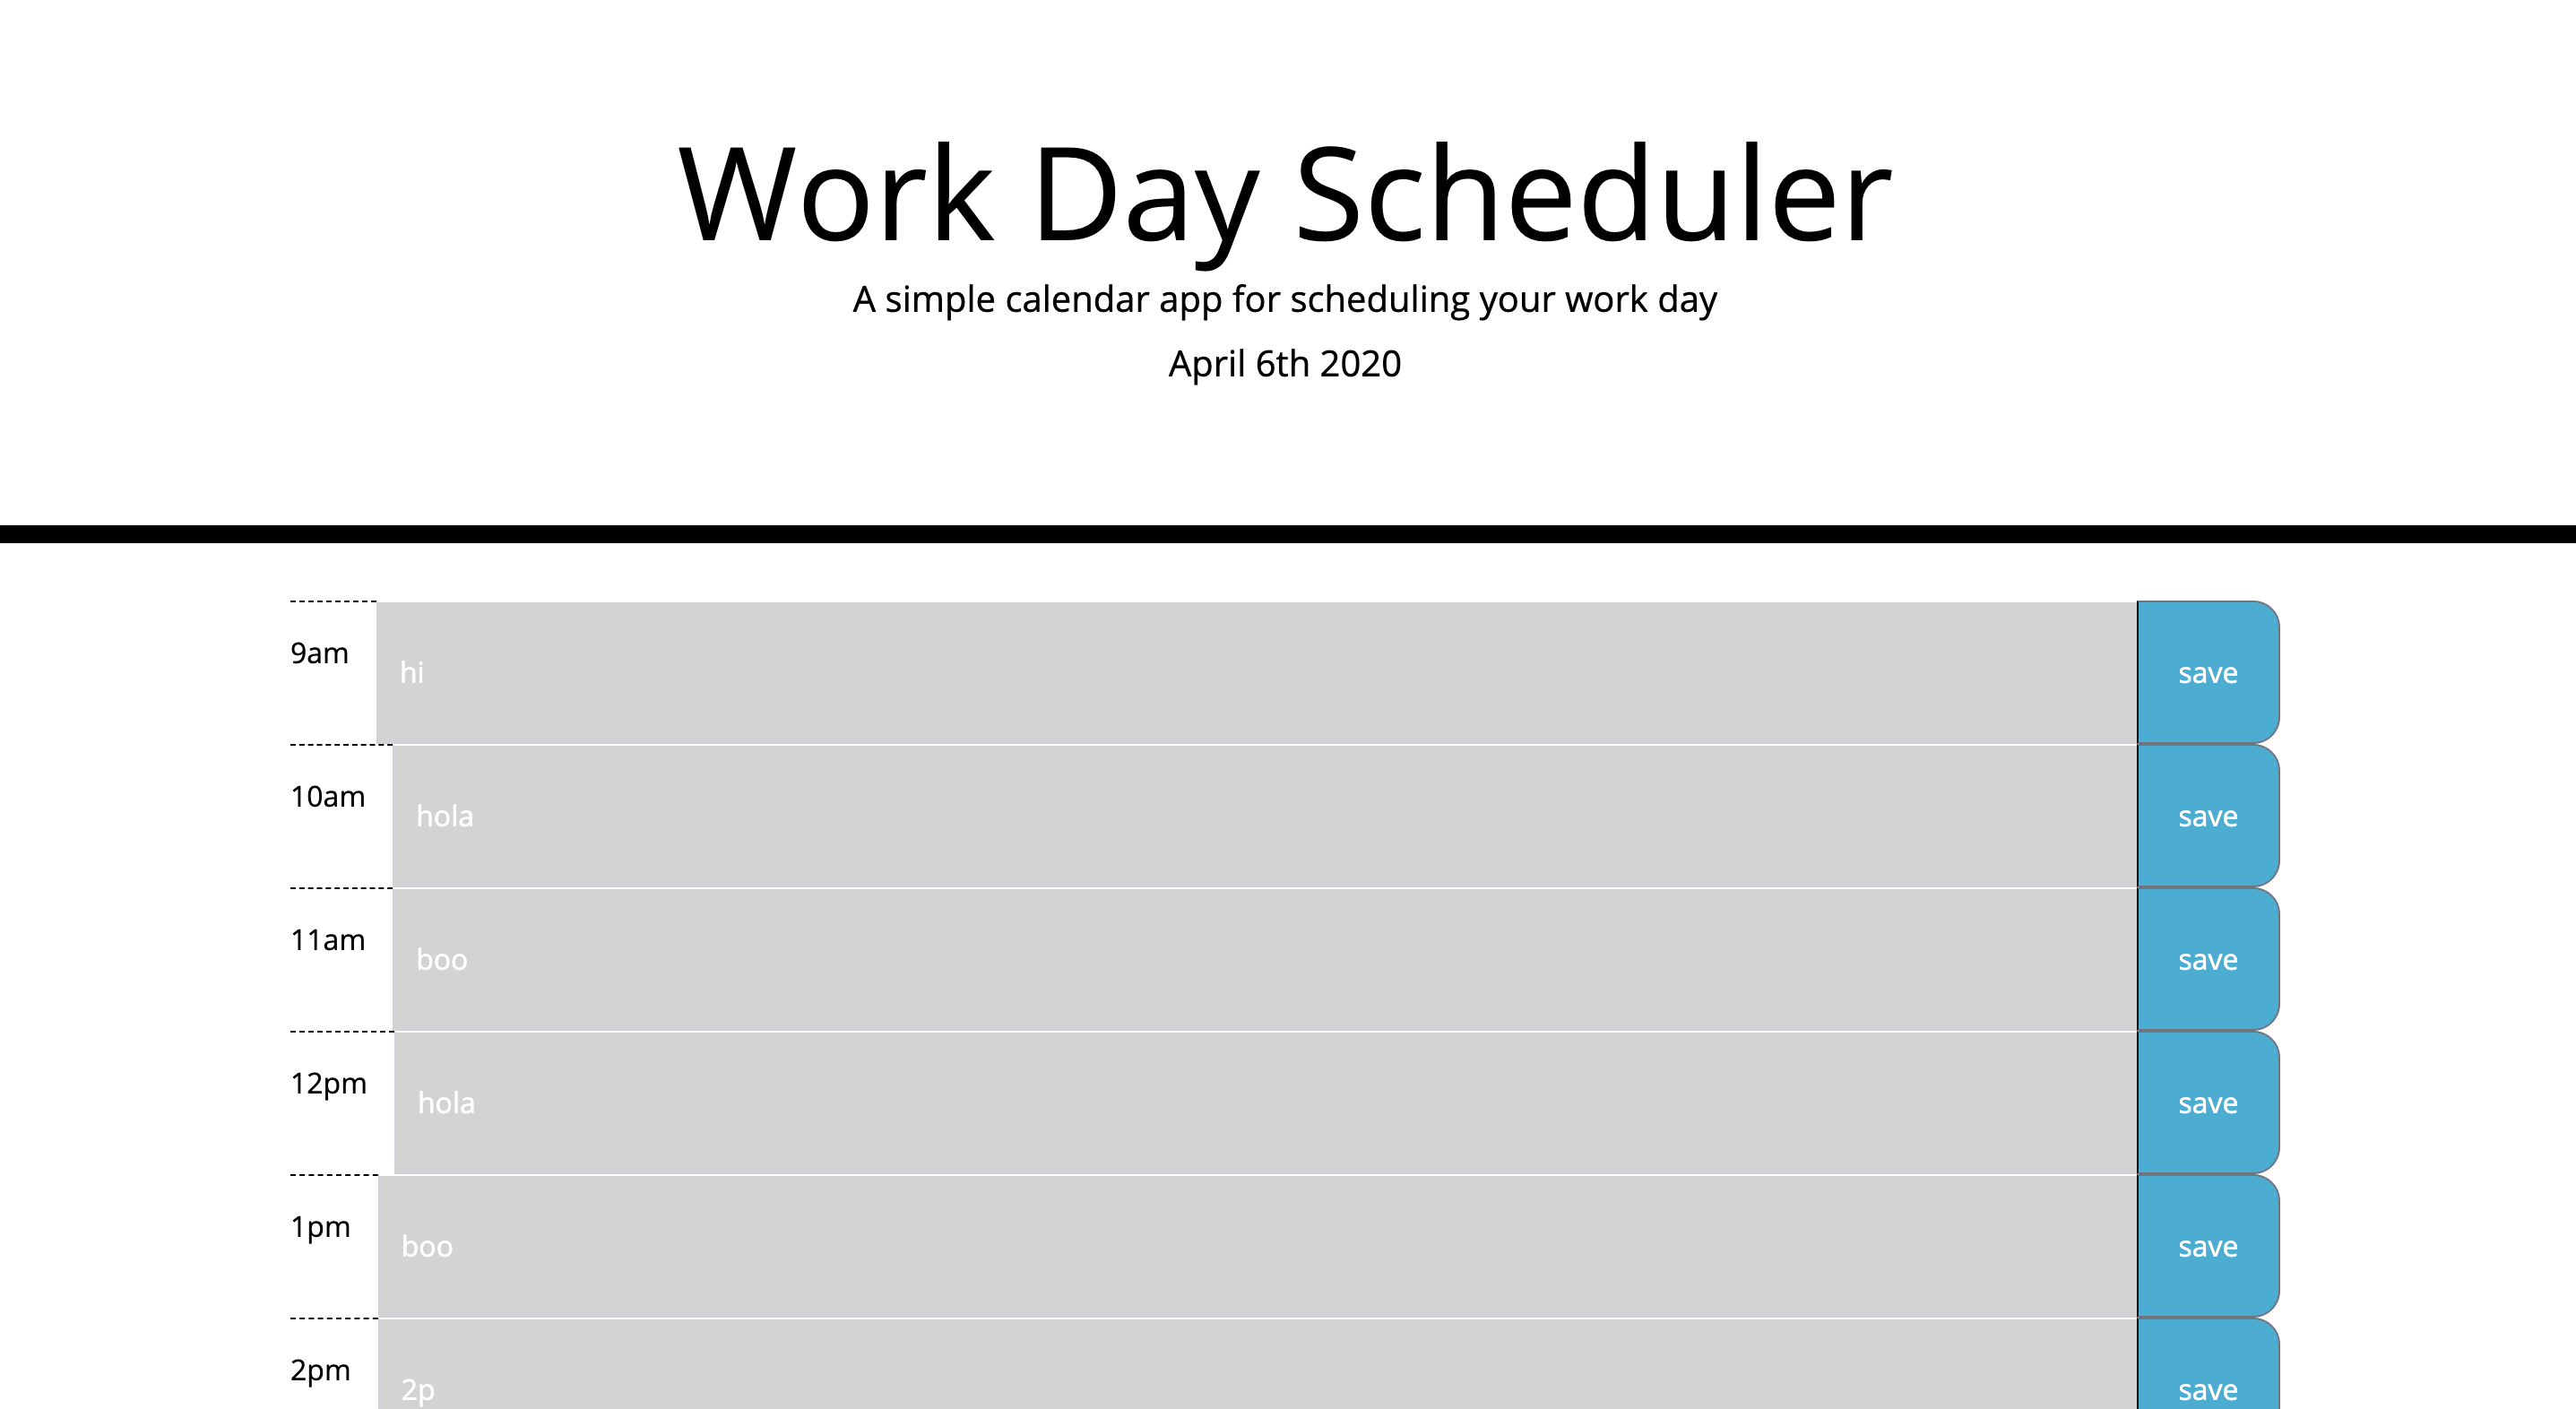 Work Day Scheduler
A simple calendar app for scheduling your work day
April 6th 2020
9am hi save
10am hola save
11am boo save
12pm hola save
1pm boo save
2pm 2p save